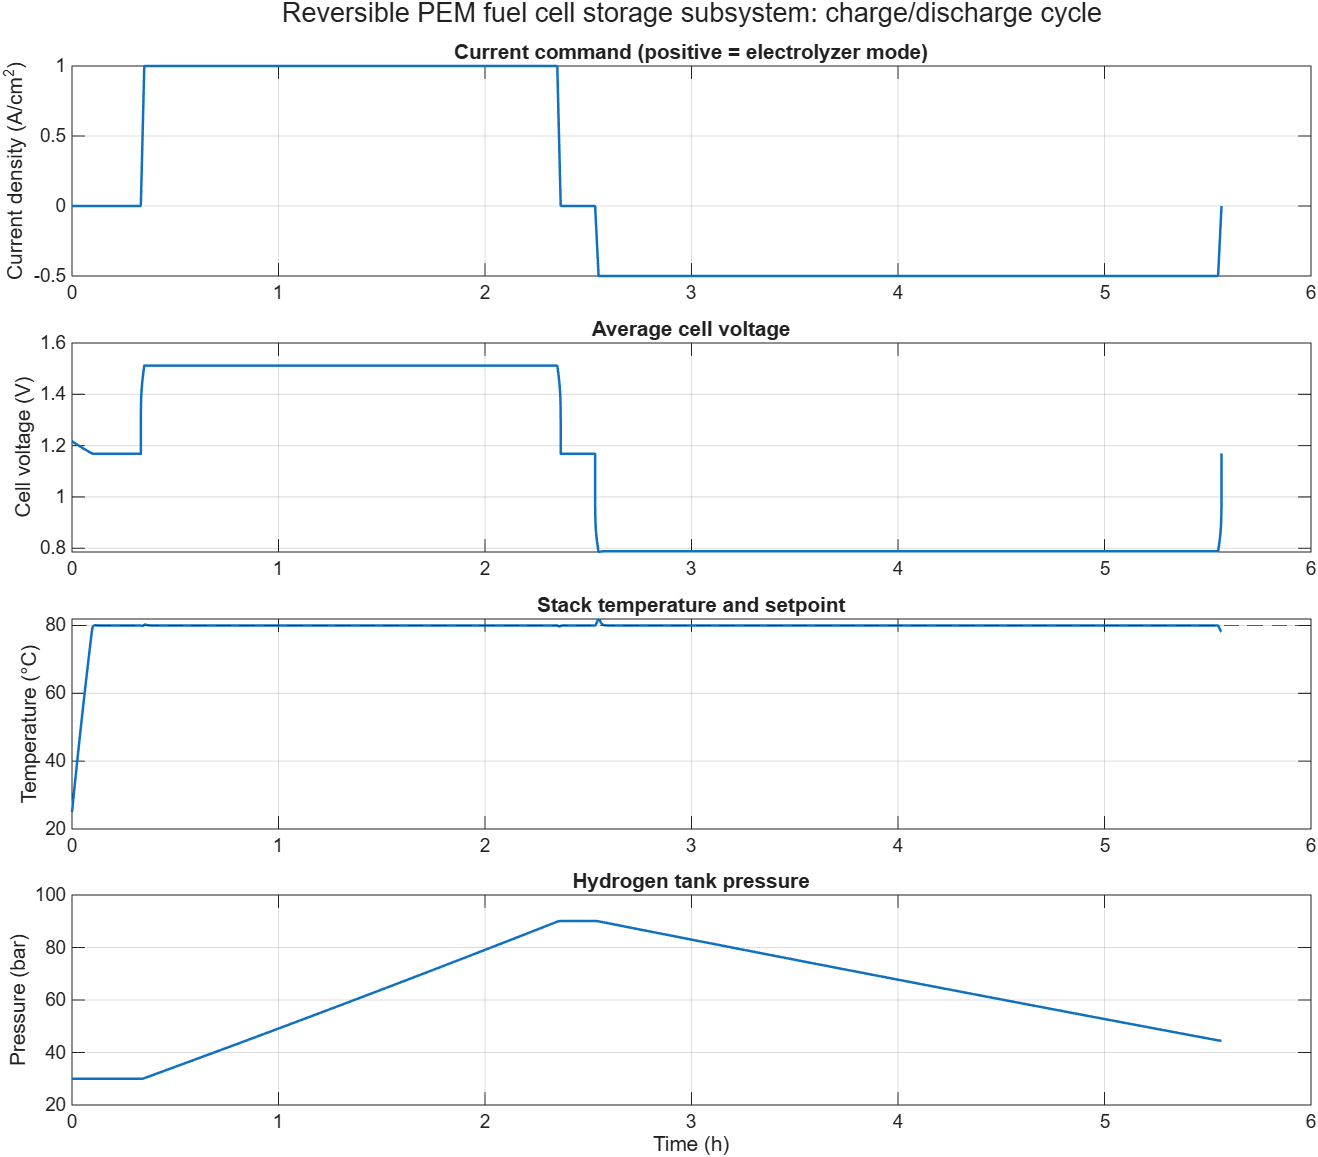 Reversible PEM fuel cell storage subsystem: charge/discharge cycle
Current command (positive = electrolyzer mode)
Current density (A/cm²)
1
0.5
0
-0.5
0 1 2 3 4 5 6
Average cell voltage
Cell voltage (V)
1.6
1.4
1.2
1
0.8
0 1 2 3 4 5 6
Stack temperature and setpoint
Temperature (°C)
80
60
40
20
0 1 2 3 4 5 6
Hydrogen tank pressure
Pressure (bar)
100
80
60
40
20
0 1 2 3 4 5 6
Time (h)